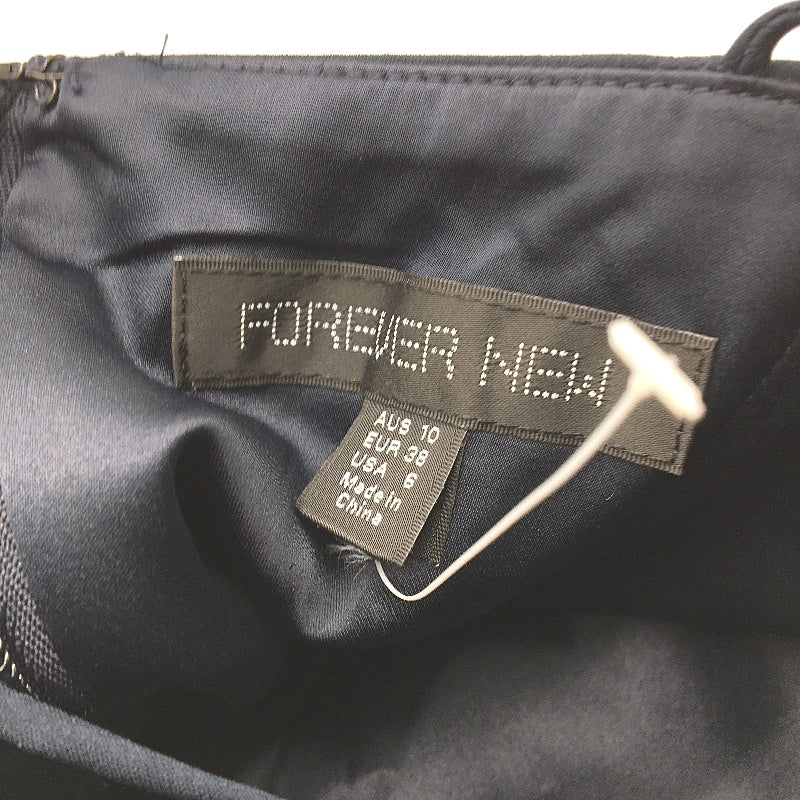 FOREVER NEW
AUS 10
EUR 38
USA 6
Made in
China